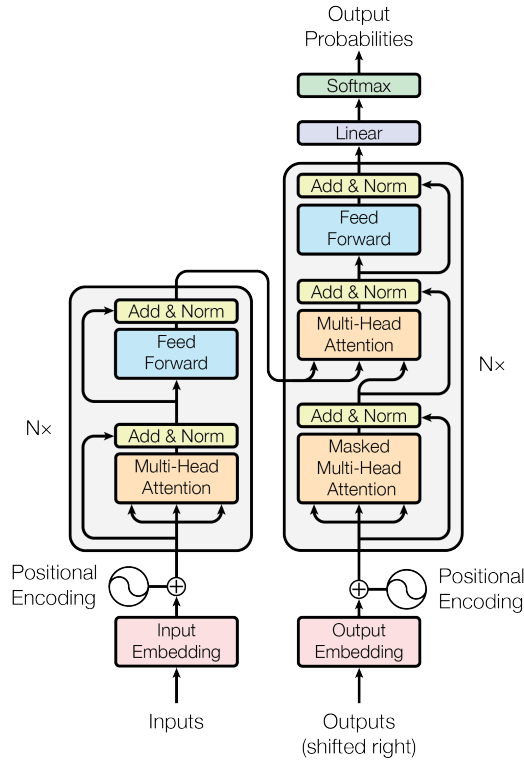 Output
Probabilities
Softmax
Linear
Add & Norm
Feed
Forward
Add & Norm
Multi-Head
Attention
Add & Norm
Masked
Multi-Head
Attention
N×
Add & Norm
Feed
Forward
Add & Norm
Multi-Head
Attention
N×
Positional
Encoding
Positional
Encoding
Input
Embedding
Output
Embedding
Inputs
Outputs
(shifted right)